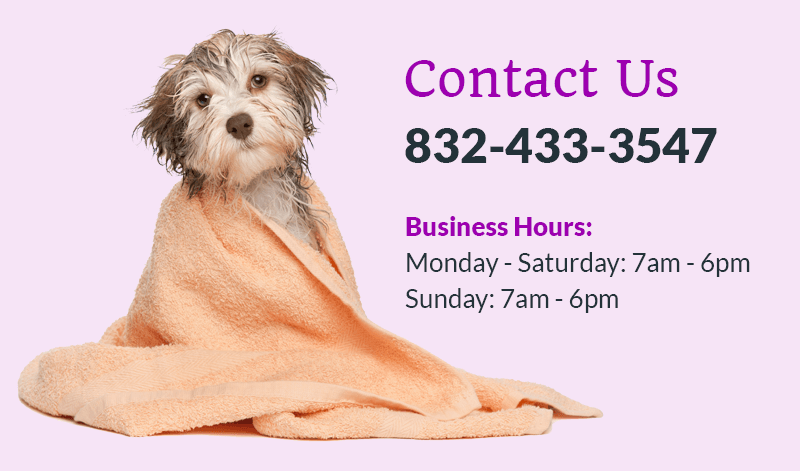 Contact Us
832-433-3547
Business Hours:
Monday - Saturday: 7am - 6pm
Sunday: 7am - 6pm